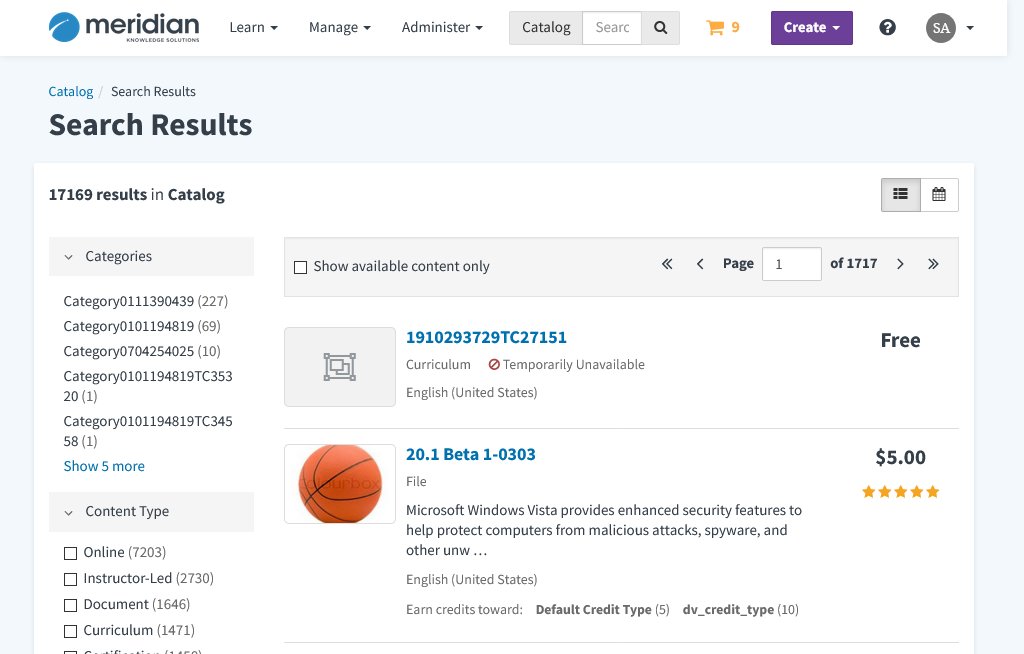 meridian
KNOWLEDGE SOLUTIONS
Learn
Manage
Administer
Catalog
Searc
9
Create
SA
Catalog / Search Results
Search Results
17169 results in Catalog
Categories
Category0111390439 (227)
Category0101194819 (69)
Category0704254025 (10)
Category0101194819TC353
20 (1)
Category0101194819TC345
58 (1)
Show 5 more
Content Type
Online (7203)
Instructor-Led (2730)
Document (1646)
Curriculum (1471)
Show available content only
Page 1 of 1717
1910293729TC27151
Free
Curriculum
Temporarily Unavailable
English (United States)
20.1 Beta 1-0303
$5.00
File
Microsoft Windows Vista provides enhanced security features to
help protect computers from malicious attacks, spyware, and
other unw …
English (United States)
Earn credits toward: Default Credit Type (5) dv_credit_type (10)